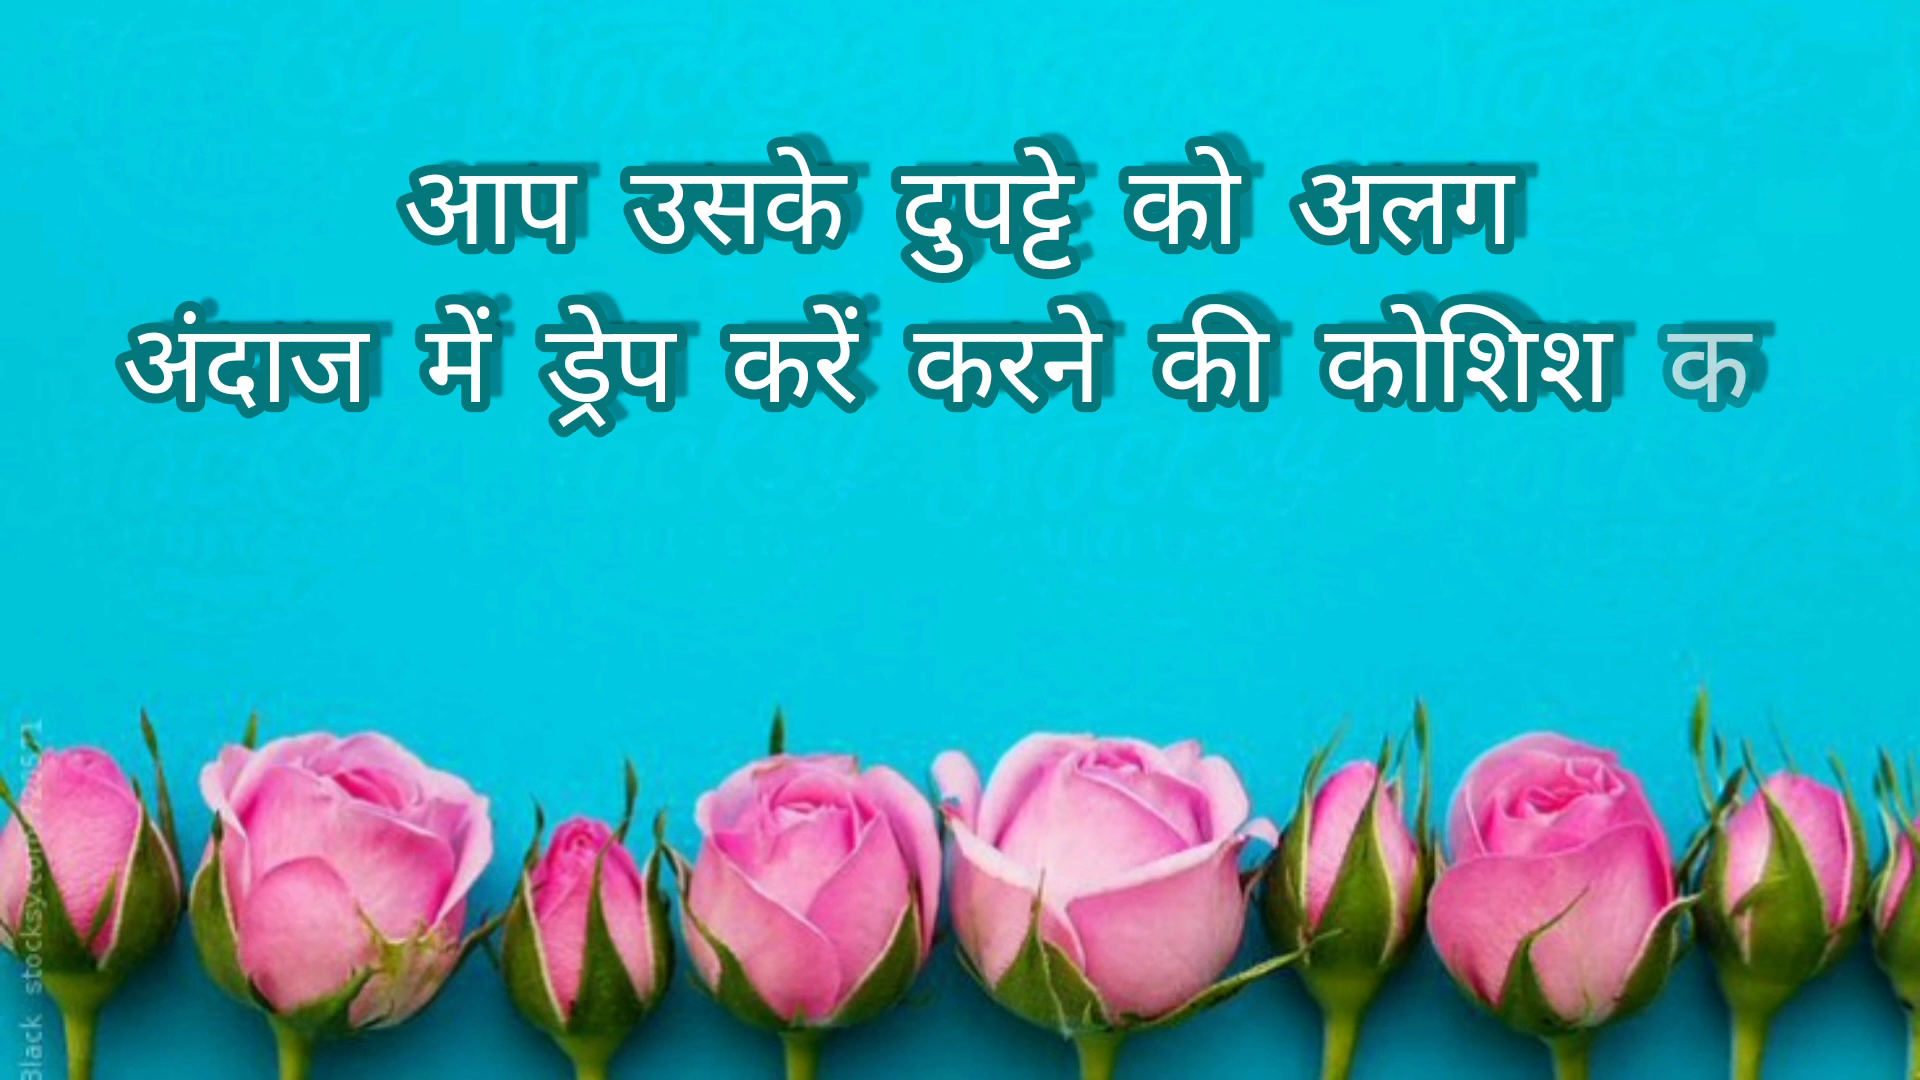 आप उसके दुपट्टे को अलग
अंदाज में ड्रेप करें करने की कोशिश क